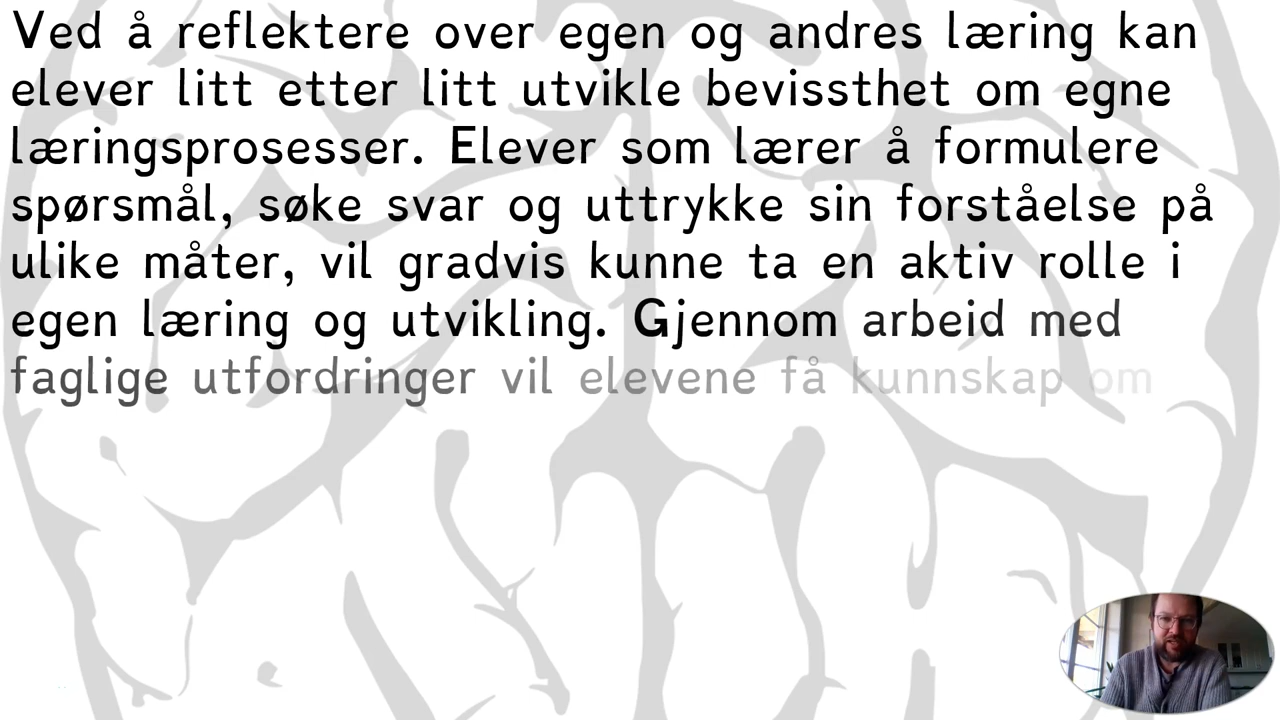 Ved å reflektere over egen og andres læring kan
elever litt etter litt utvikle bevissthet om egne
læringsprosesser. Elever som lærer å formulere
spørsmål, søke svar og uttrykke sin forståelse på
ulike måter, vil gradvis kunne ta en aktiv rolle i
egen læring og utvikling. Gjennom arbeid med
faglige utfordringer vil elevene få kunnskap om